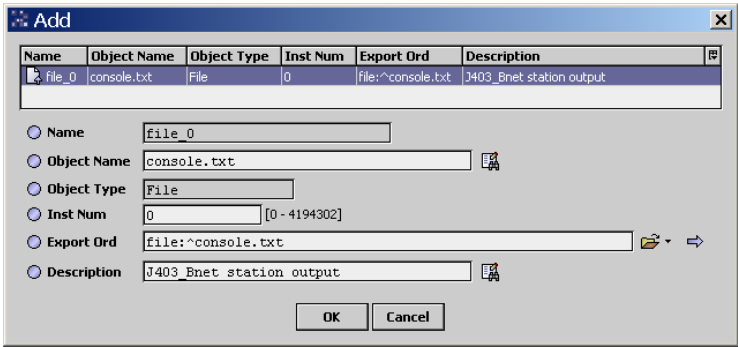 Add
Name Object Name Object Type Inst Num Export Ord Description
file_0 console.txt File 0 file:^console.txt J403_Bnet station output
Name file_0
Object Name console.txt
Object Type File
Inst Num 0 [0 - 4194302]
Export Ord file:^console.txt
Description J403_Bnet station output
OK Cancel